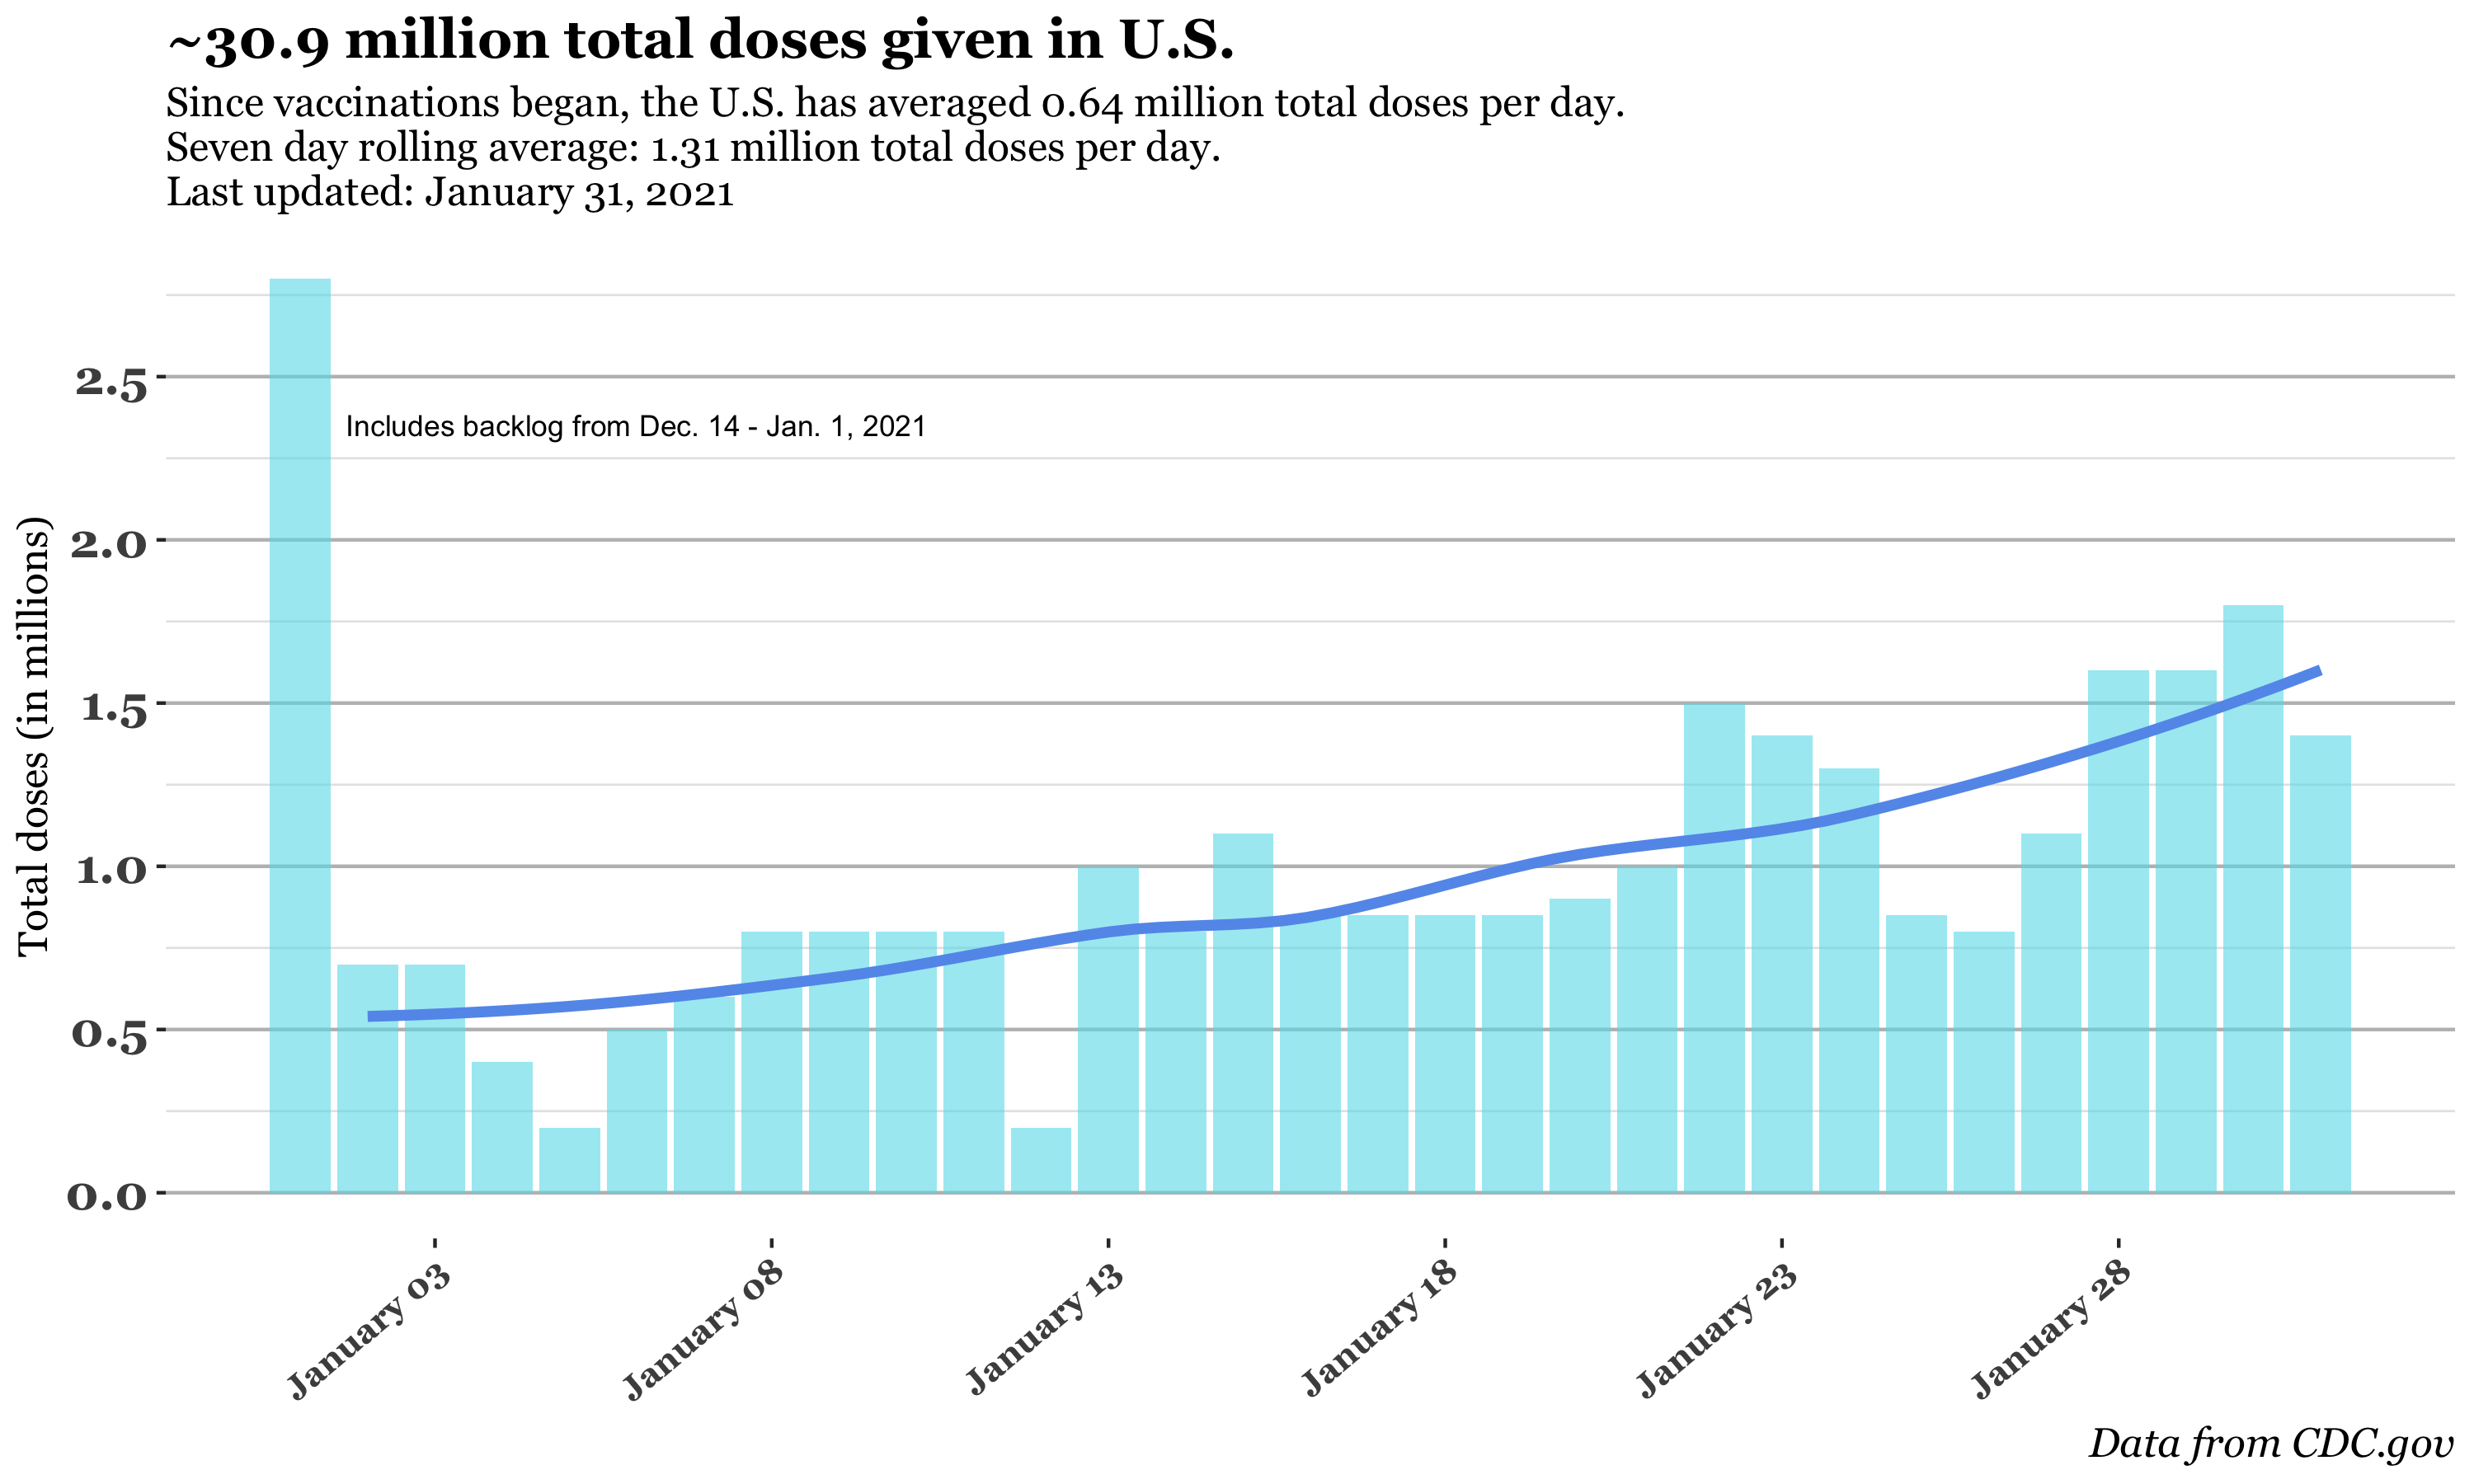 ~30.9 million total doses given in U.S.
Since vaccinations began, the U.S. has averaged 0.64 million total doses per day.
Seven day rolling average: 1.31 million total doses per day.
Last updated: January 31, 2021
Total doses (in millions)
2.5
Includes backlog from Dec. 14 - Jan. 1, 2021
2.0
1.5
1.0
0.5
0.0
January 03
January 08
January 13
January 18
January 23
January 28
Data from CDC.gov